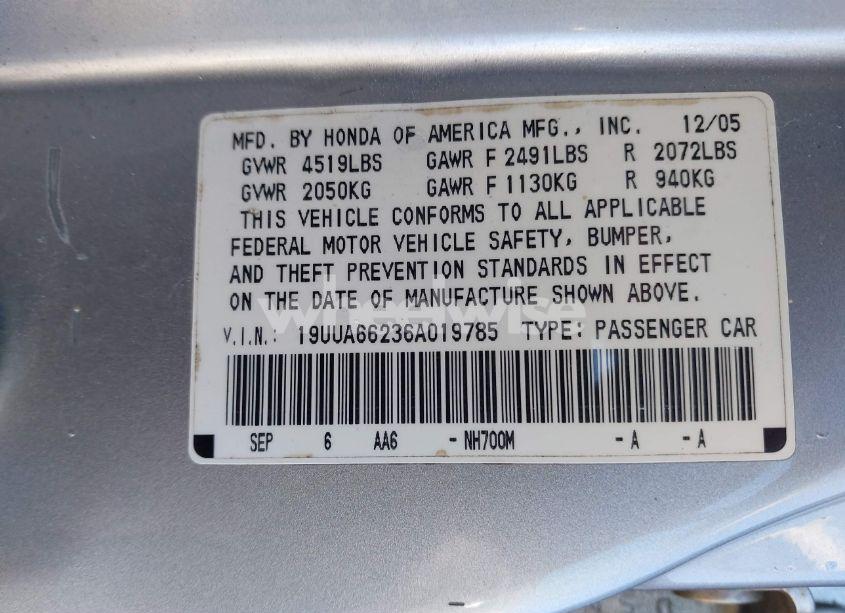 MFD. BY HONDA OF AMERICA MFG., INC. 12/05
GVWR 4519LBS GAWR F 2491LBS R 2072LBS
GVWR 2050KG GAWR F 1130KG R 940KG
THIS VEHICLE CONFORMS TO ALL APPLICABLE
FEDERAL MOTOR VEHICLE SAFETY, BUMPER,
AND THEFT PREVENTION STANDARDS IN EFFECT
ON THE DATE OF MANUFACTURE SHOWN ABOVE.
wheelwise
V.I.N.: 19UUA66236A019785 TYPE: PASSENGER CAR
SEP 6 AA6 - NH700M - A - A